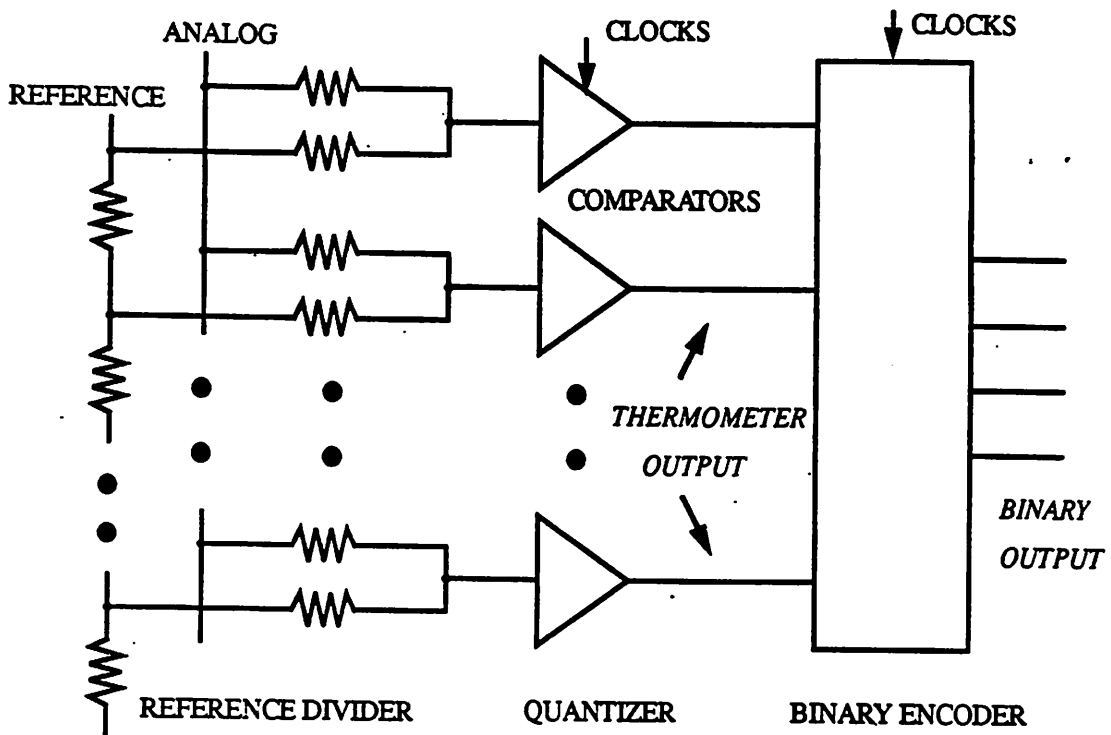 ANALOG
CLOCKS
CLOCKS
REFERENCE
COMPARATORS
THERMOMETER
OUTPUT
BINARY
OUTPUT
REFERENCE DIVIDER
QUANTIZER
BINARY ENCODER